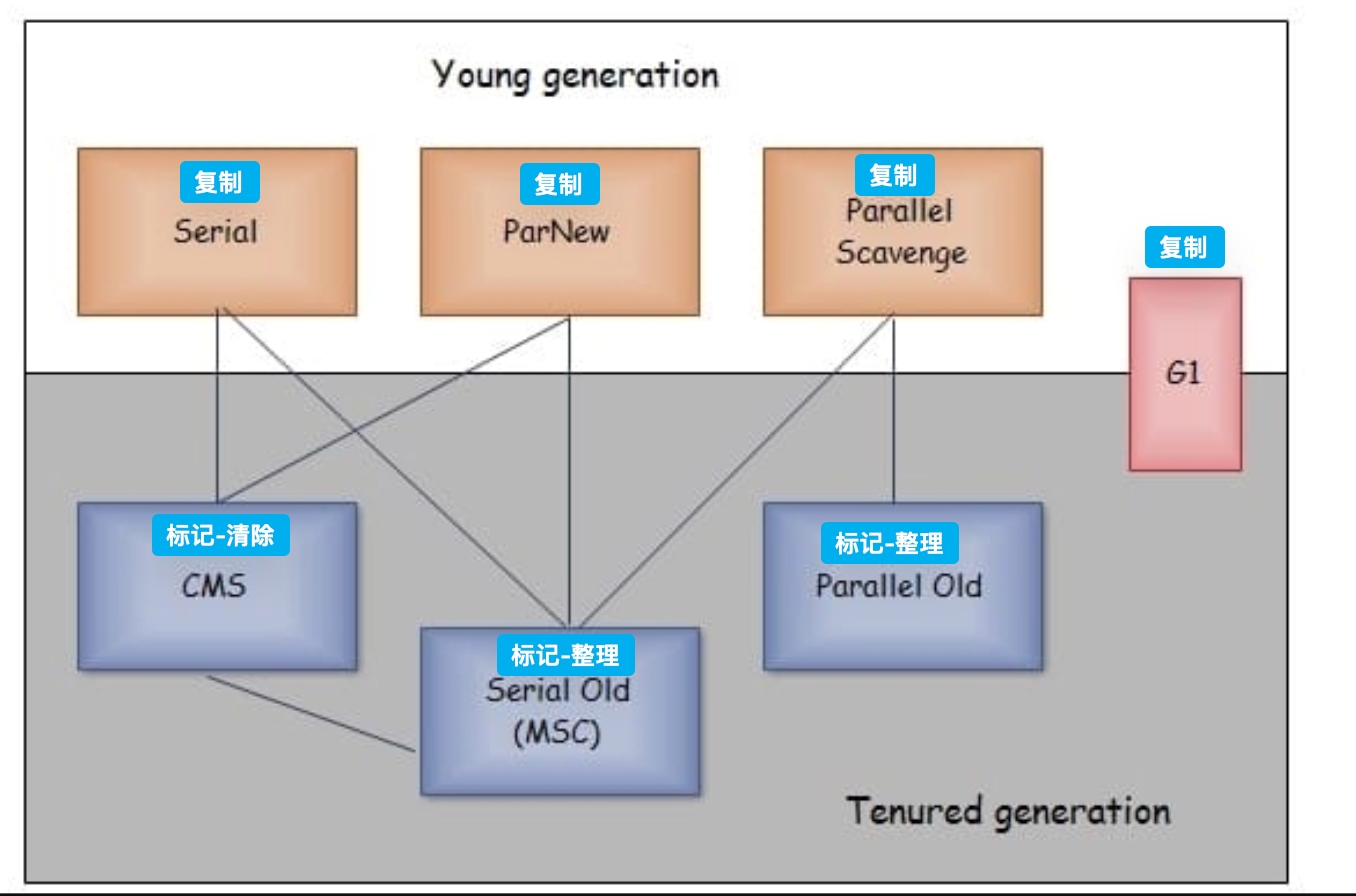 Young generation
复制
Serial
复制
ParNew
复制
Parallel
Scavenge
复制
G1
标记-清除
CMS
标记-整理
Serial Old
(MSC)
标记-整理
Parallel Old
Tenured generation